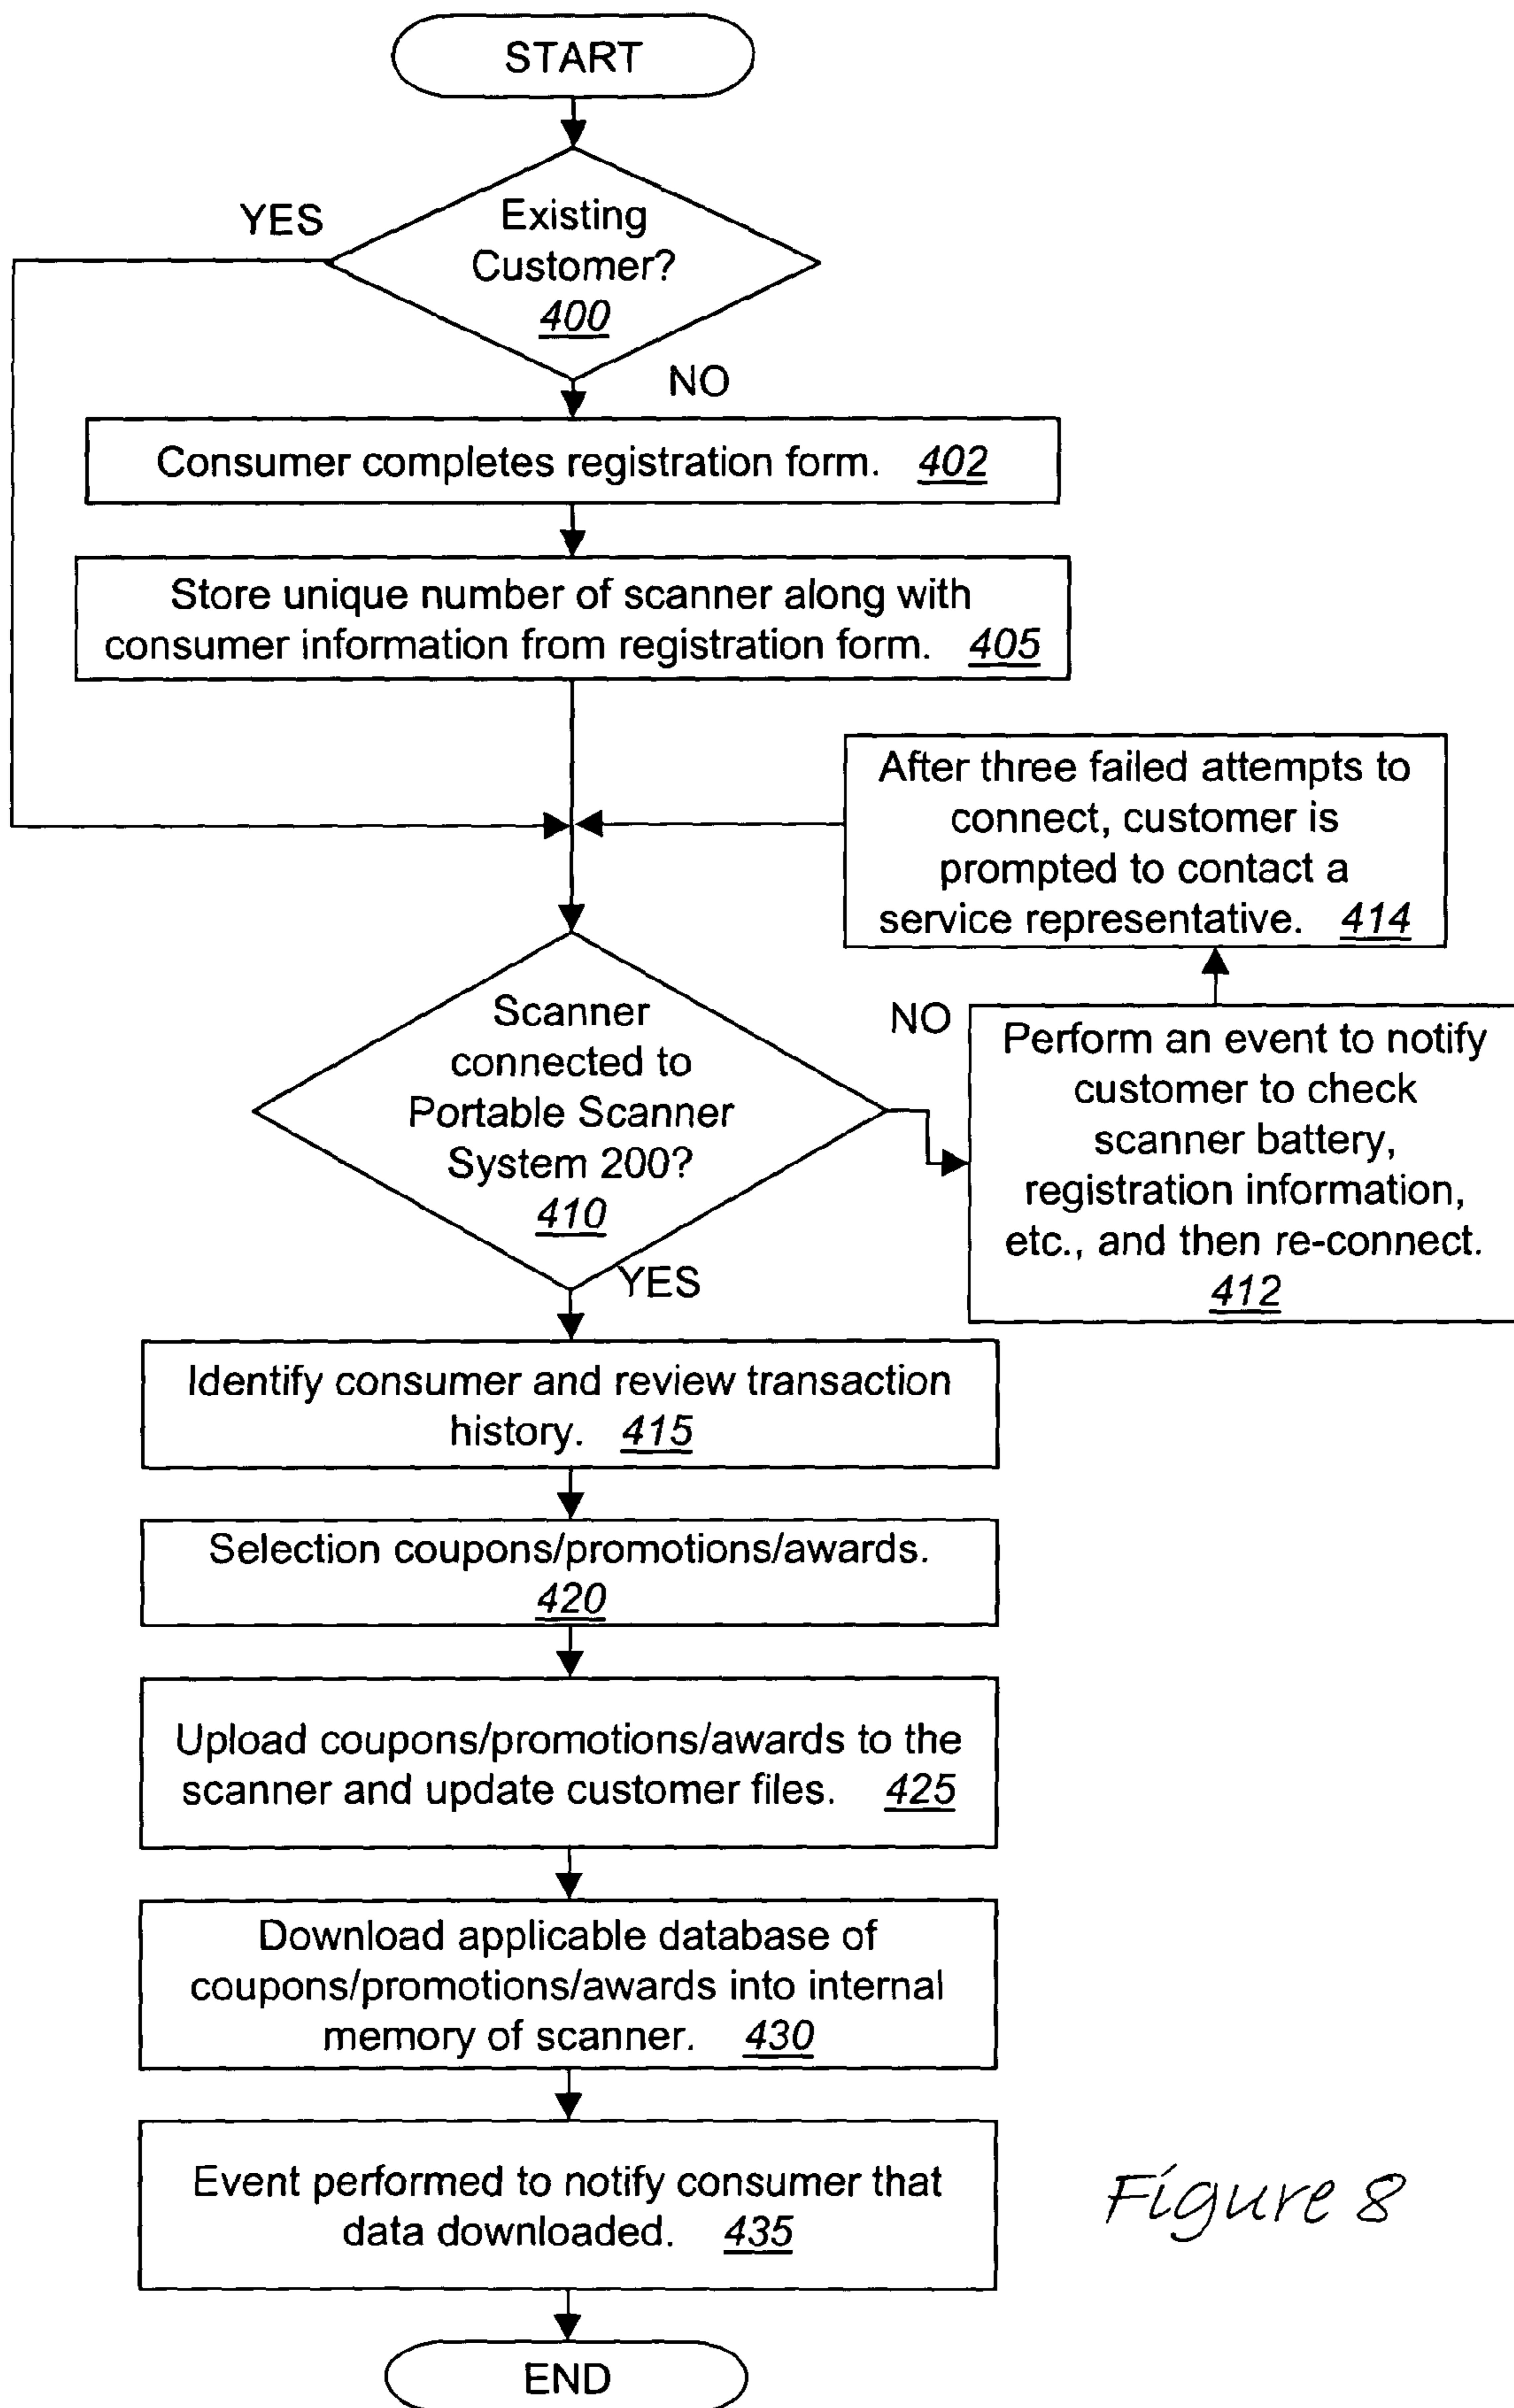 START
YES
Existing
Customer?
400
NO
Consumer completes registration form. 402
Store unique number of scanner along with
consumer information from registration form. 405
After three failed attempts to
connect, customer is
prompted to contact a
service representative. 414
Scanner
connected to
Portable Scanner
System 200?
410
NO
Perform an event to notify
customer to check
scanner battery,
registration information,
etc., and then re-connect.
412
YES
Identify consumer and review transaction
history. 415
Selection coupons/promotions/awards.
420
Upload coupons/promotions/awards to the
scanner and update customer files. 425
Download applicable database of
coupons/promotions/awards into internal
memory of scanner. 430
Event performed to notify consumer that
data downloaded. 435
Figure 8
END